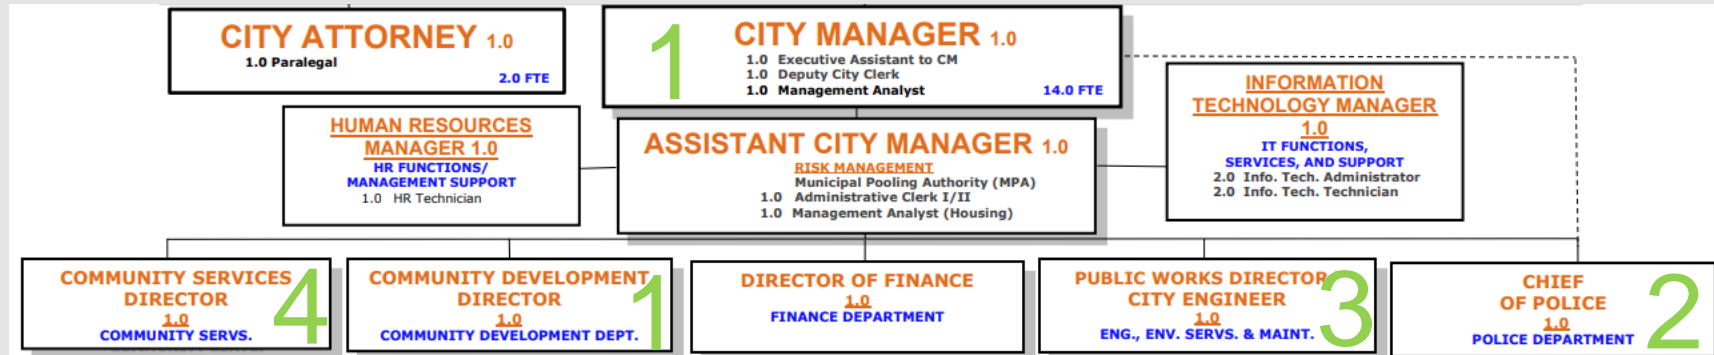 CITY ATTORNEY 1.0
1.0 Paralegal
2.0 FTE
1
CITY MANAGER 1.0
1.0 Executive Assistant to CM
1.0 Deputy City Clerk
1.0 Management Analyst
14.0 FTE
HUMAN RESOURCES
MANAGER 1.0
HR FUNCTIONS/
MANAGEMENT SUPPORT
1.0 HR Technician
ASSISTANT CITY MANAGER 1.0
RISK MANAGEMENT
Municipal Pooling Authority (MPA)
1.0 Administrative Clerk I/II
1.0 Management Analyst (Housing)
INFORMATION
TECHNOLOGY MANAGER
1.0
IT FUNCTIONS,
SERVICES, AND SUPPORT
2.0 Info. Tech. Administrator
2.0 Info. Tech. Technician
COMMUNITY SERVICES
DIRECTOR
1.0
COMMUNITY SERVS.
4
COMMUNITY DEVELOPMENT
DIRECTOR
1.0
COMMUNITY DEVELOPMENT DEPT.
1
DIRECTOR OF FINANCE
1.0
FINANCE DEPARTMENT
PUBLIC WORKS DIRECTOR
CITY ENGINEER
1.0
ENG., ENV. SERVS. & MAINT.
3
CHIEF
OF POLICE
1.0
POLICE DEPARTMENT
2